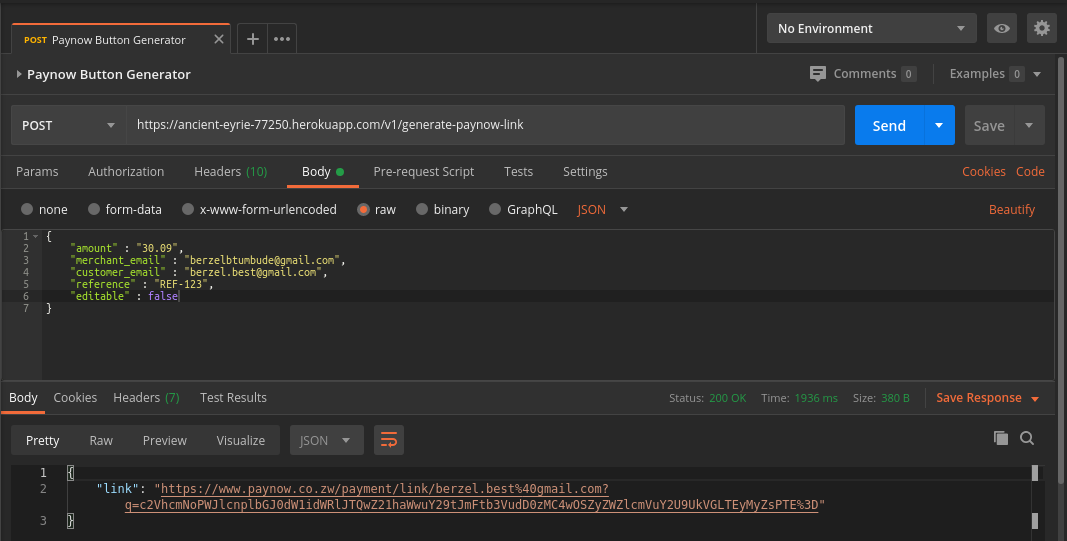 POST Paynow Button Generator
No Environment
Paynow Button Generator
Comments 0 Examples 0
POST https://ancient-eyrie-77250.herokuapp.com/v1/generate-paynow-link Send Save
Params Authorization Headers (10) Body Pre-request Script Tests Settings Cookies Code
none form-data x-www-form-urlencoded raw binary GraphQL JSON Beautify
1 {
2 "amount" : "30.09",
3 "merchant_email" : "berzelbtumbude@gmail.com",
4 "customer_email" : "berzel.best@gmail.com",
5 "reference" : "REF-123",
6 "editable" : false
7 }
Body Cookies Headers (7) Test Results Status: 200 OK Time: 1936 ms Size: 380 B Save Response
Pretty Raw Preview Visualize JSON
1 {
2 "link": "https://www.paynow.co.zw/payment/link/berzel.best%40gmail.com?
q=c2VhcmNoPWJlcnplbGJ0dW1idWRlJTQwZ21haWwuY29tJmFtb3VudD0zMC4wOSZyZWZlcmVuY2U9UkVGLTEyMyZsPTE%3D"
3 }